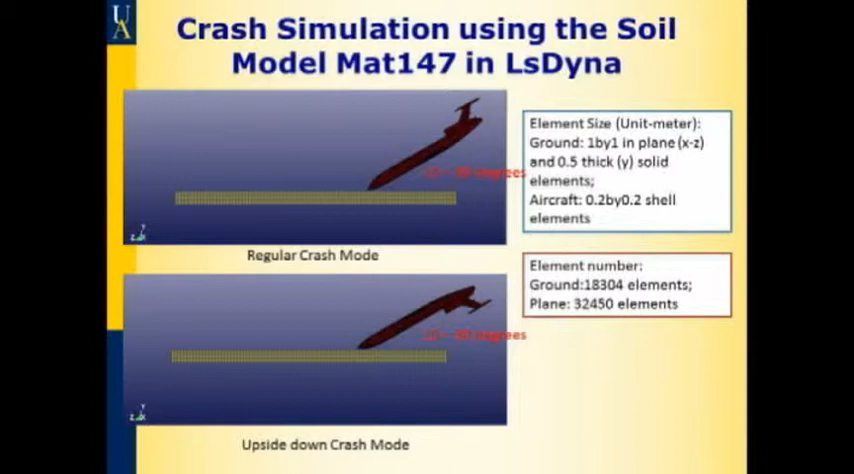 UA
Crash Simulation using the Soil
Model Mat147 in LsDyna
degrees
Regular Crash Mode
degrees
Upside down Crash Mode
Element Size (Unit-meter):
Ground: 1by1 in plane (x-z)
and 0.5 thick (y) solid
elements;
Aircraft: 0.2by0.2 shell
elements
Element number:
Ground:18304 elements;
Plane: 32450 elements